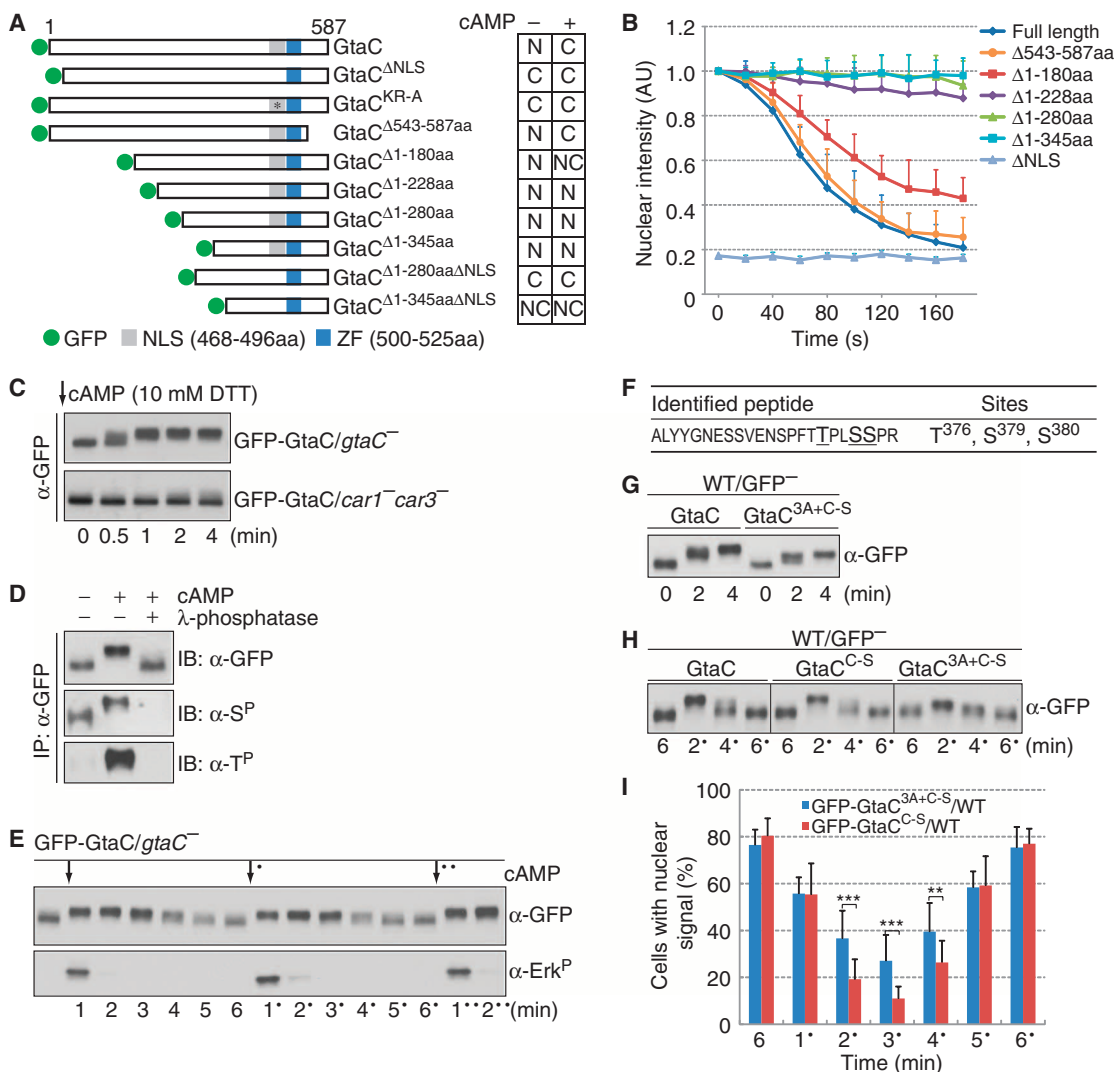 A
1
587
cAMP
− +
GtaC N C
GtaC^ΔNLS C C
GtaC^KR-A C C
*
GtaC^Δ543-587aa N C
GtaC^Δ1-180aa N NC
GtaC^Δ1-228aa N N
GtaC^Δ1-280aa N N
GtaC^Δ1-345aa N N
GtaC^Δ1-280aaΔNLS C C
GtaC^Δ1-345aaΔNLS NC NC
GFP NLS (468-496aa) ZF (500-525aa)
B
Nuclear intensity (AU)
1.2
1.0
0.8
0.6
0.4
0.2
0
0 40 80 120 160
Time (s)
Full length
Δ543-587aa
Δ1-180aa
Δ1-228aa
Δ1-280aa
Δ1-345aa
ΔNLS
C
cAMP (10 mM DTT)
α-GFP
GFP-GtaC/gtaC⁻
GFP-GtaC/car1⁻car3⁻
0 0.5 1 2 4 (min)
D
− + + cAMP
− − + λ-phosphatase
IP: α-GFP
IB: α-GFP
IB: α-S^P
IB: α-T^P
E
GFP-GtaC/gtaC⁻
• •• cAMP
α-GFP
α-Erk^P
1 2 3 4 5 6 1• 2• 3• 4• 5• 6• 1•• 2•• (min)
F
Identified peptide Sites
ALYYGNESSVENSPFTTPLSSPR T^376, S^379, S^380
G
WT/GFP⁻
GtaC GtaC^3A+C-S
α-GFP
0 2 4 0 2 4 (min)
H
WT/GFP⁻
GtaC GtaC^C-S GtaC^3A+C-S
α-GFP
6 2• 4• 6• 6 2• 4• 6• 6 2• 4• 6• (min)
I
Cells with nuclear
signal (%)
100
80
60
40
20
0
GFP-GtaC^3A+C-S/WT
GFP-GtaC^C-S/WT
*** *** **
6 1• 2• 3• 4• 5• 6•
Time (min)